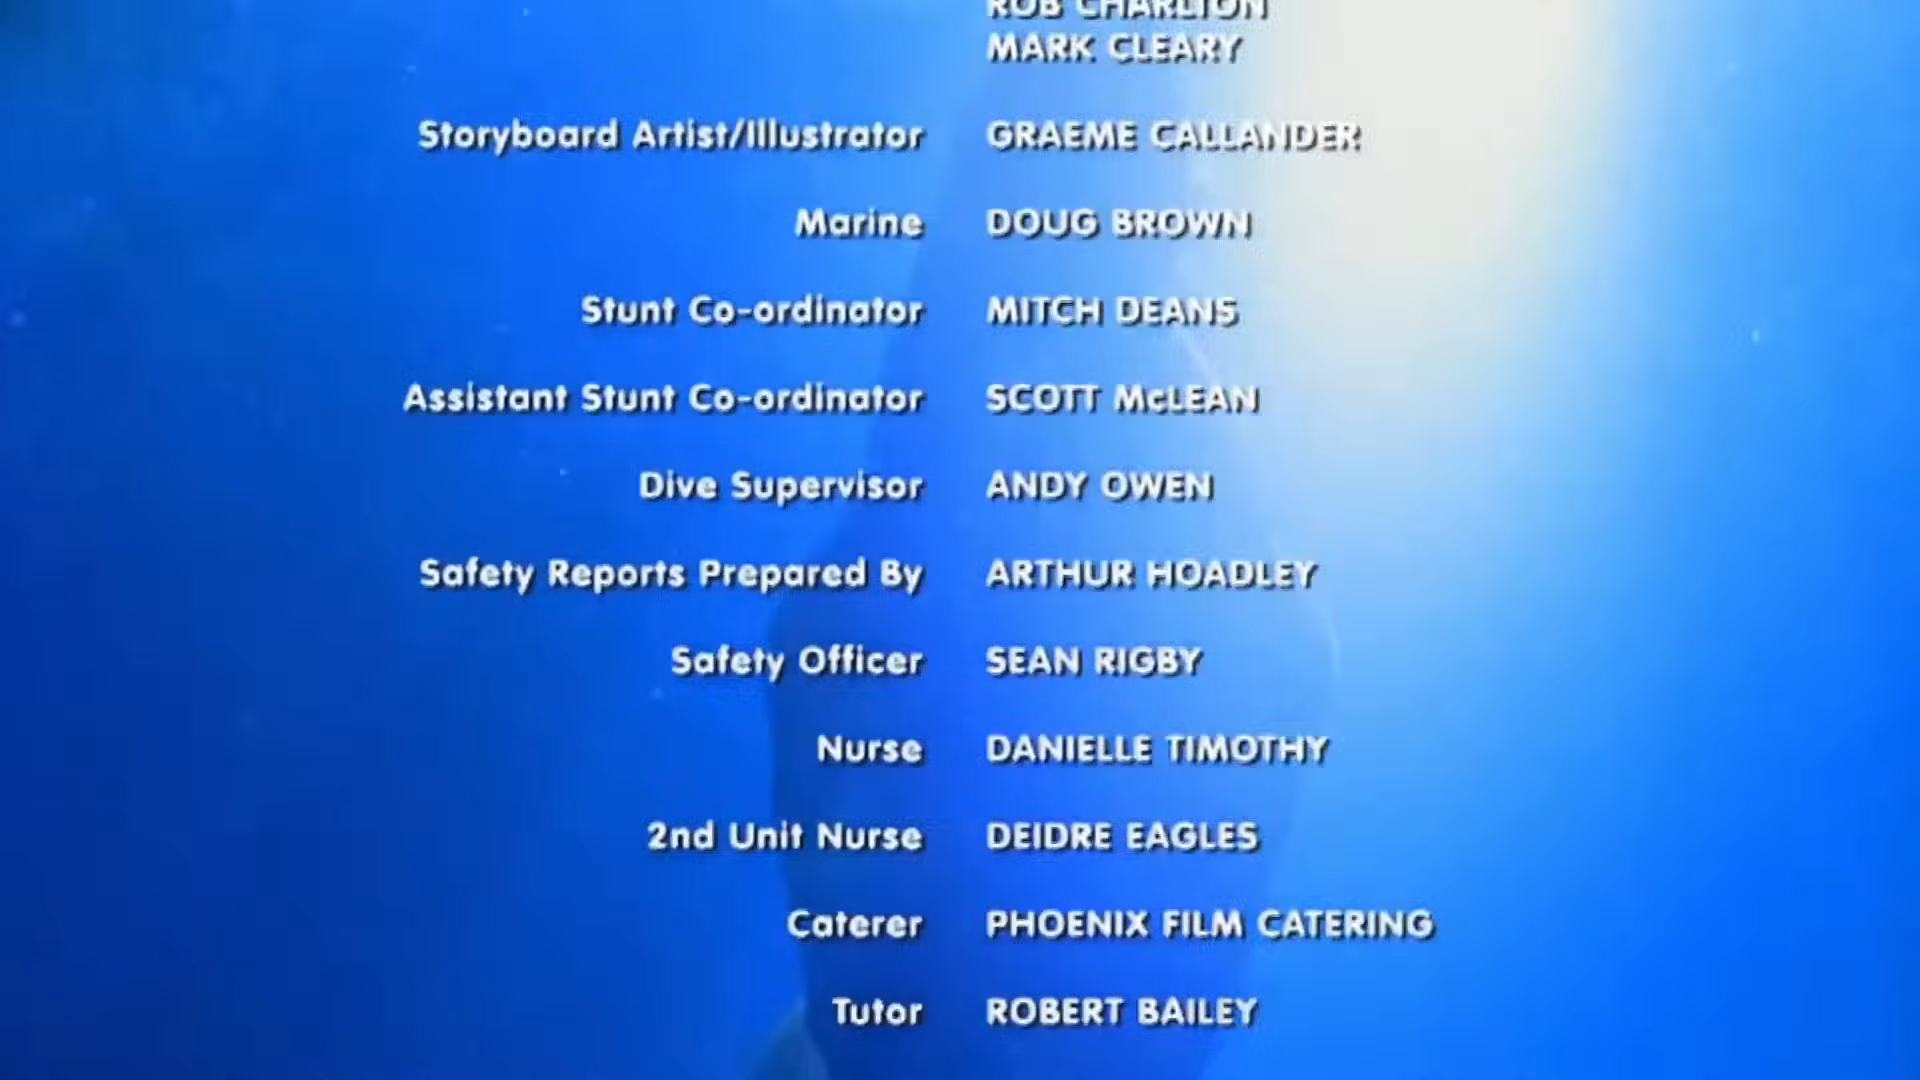 ROB CHARLTON
MARK CLEARY
Storyboard Artist/Illustrator GRAEME CALLANDER
Marine DOUG BROWN
Stunt Co-ordinator MITCH DEANS
Assistant Stunt Co-ordinator SCOTT McLEAN
Dive Supervisor ANDY OWEN
Safety Reports Prepared By ARTHUR HOADLEY
Safety Officer SEAN RIGBY
Nurse DANIELLE TIMOTHY
2nd Unit Nurse DEIDRE EAGLES
Caterer PHOENIX FILM CATERING
Tutor ROBERT BAILEY